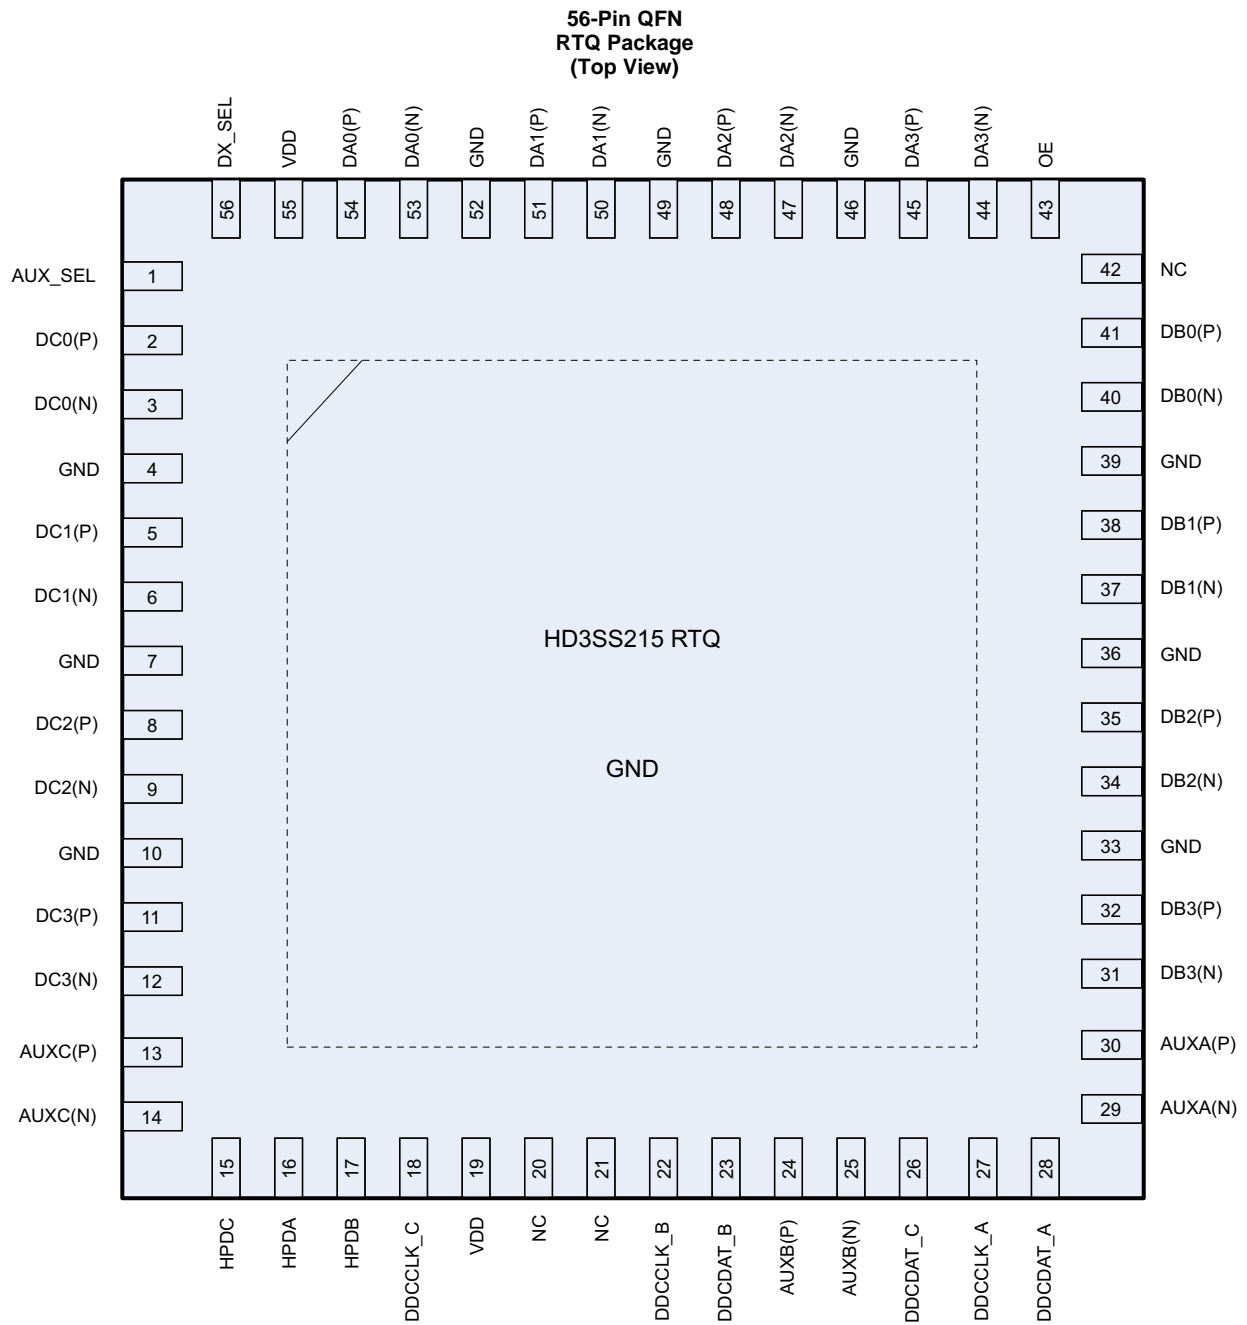 56-Pin QFN
RTQ Package
(Top View)
DX_SEL
VDD
DA0(P)
DA0(N)
GND
DA1(P)
DA1(N)
GND
DA2(P)
DA2(N)
GND
DA3(P)
DA3(N)
OE
56
55
54
53
52
51
50
49
48
47
46
45
44
43
AUX_SEL 1
DC0(P) 2
DC0(N) 3
GND 4
DC1(P) 5
DC1(N) 6
GND 7
DC2(P) 8
DC2(N) 9
GND 10
DC3(P) 11
DC3(N) 12
AUXC(P) 13
AUXC(N) 14
HD3SS215 RTQ
GND
42 NC
41 DB0(P)
40 DB0(N)
39 GND
38 DB1(P)
37 DB1(N)
36 GND
35 DB2(P)
34 DB2(N)
33 GND
32 DB3(P)
31 DB3(N)
30 AUXA(P)
29 AUXA(N)
15
16
17
18
19
20
21
22
23
24
25
26
27
28
HPDC
HPDA
HPDB
DDCCLK_C
VDD
NC
NC
DDCCLK_B
DDCDAT_B
AUXB(P)
AUXB(N)
DDCDAT_C
DDCCLK_A
DDCDAT_A